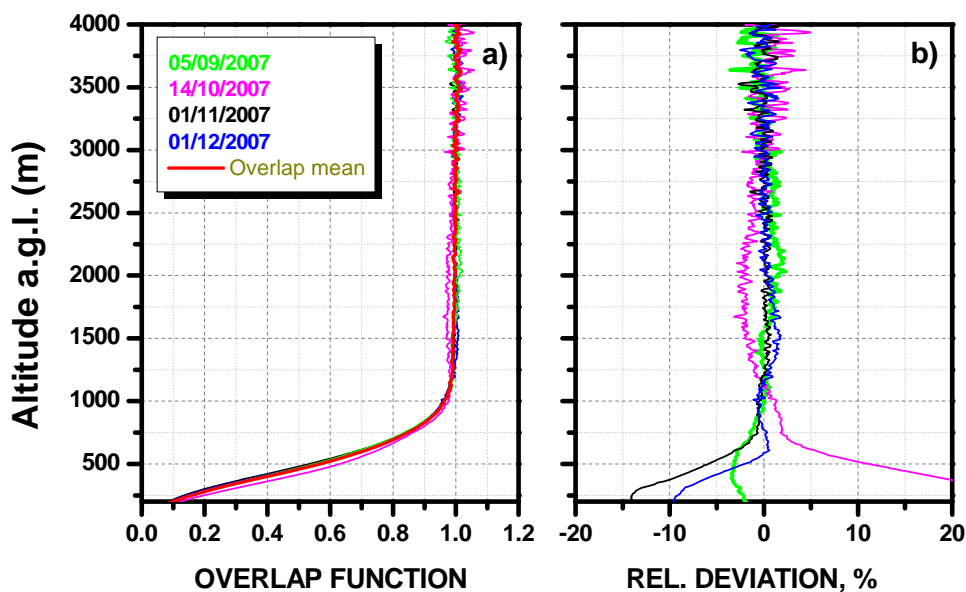 4000
3500
3000
2500
2000
1500
1000
500
Altitude a.g.l. (m)
05/09/2007
14/10/2007
01/11/2007
01/12/2007
Overlap mean
a)
0.0 0.2 0.4 0.6 0.8 1.0 1.2
OVERLAP FUNCTION
b)
-20 -10 0 10 20
REL. DEVIATION, %